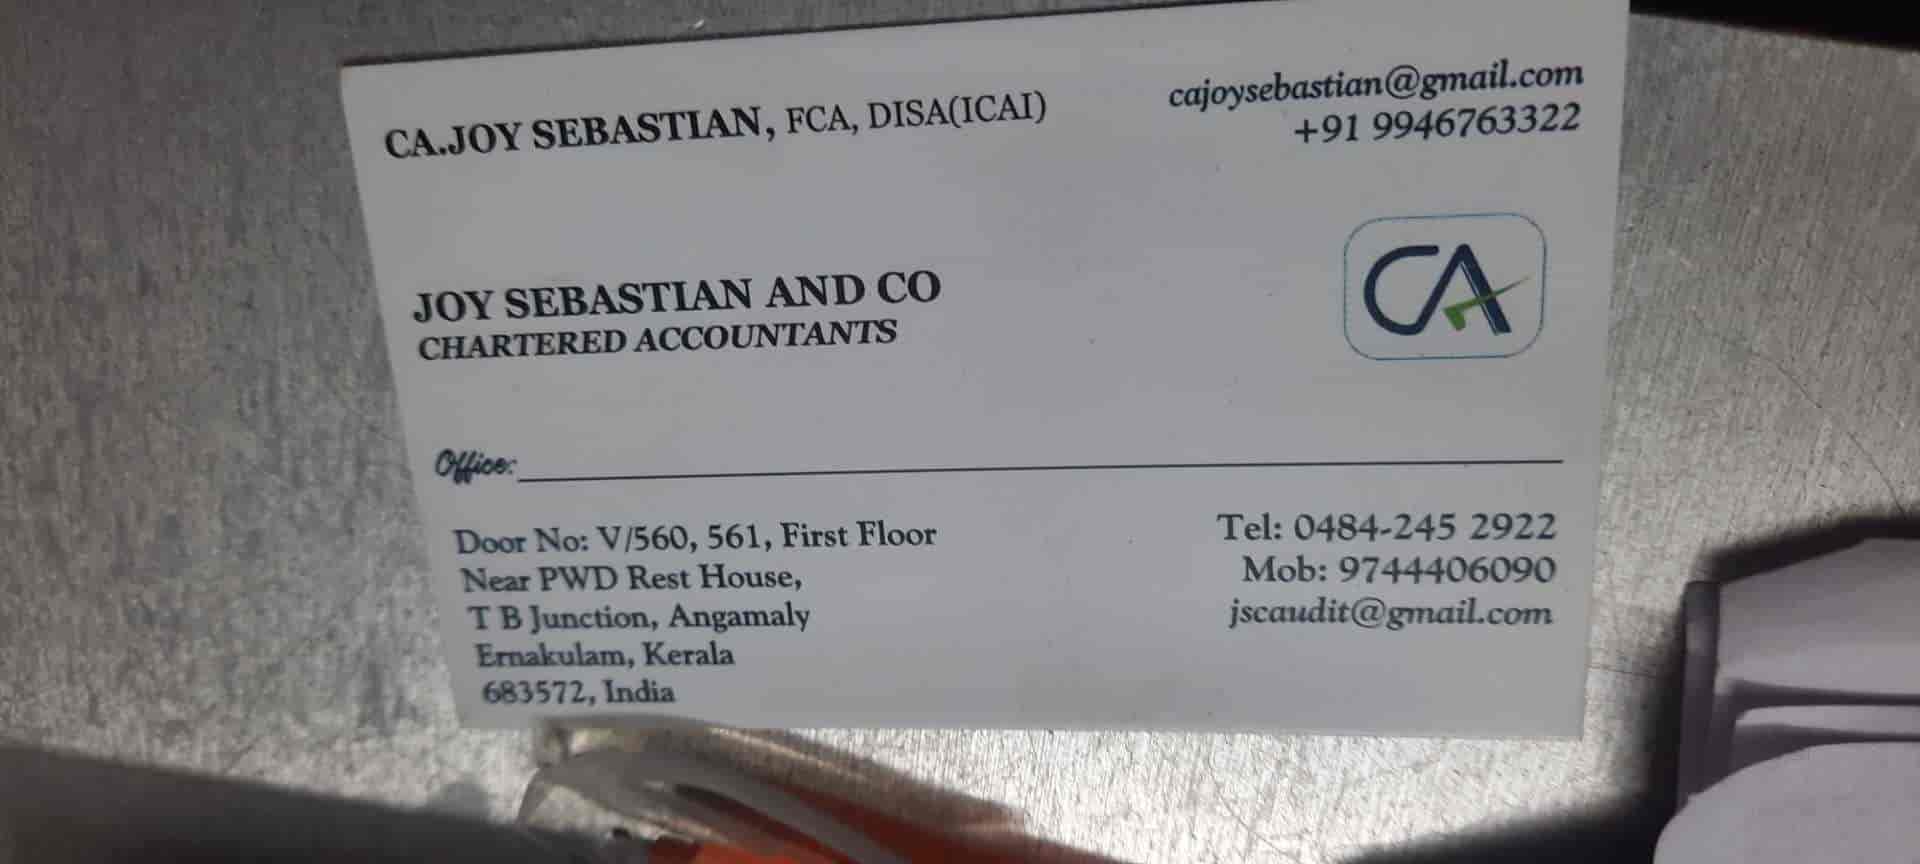 CA.JOY SEBASTIAN, FCA, DISA(ICAI)
cajoysebastian@gmail.com
+91 9946763322
CA
JOY SEBASTIAN AND CO
CHARTERED ACCOUNTANTS
Office:
Door No: V/560, 561, First Floor
Near PWD Rest House,
T B Junction, Angamaly
Ernakulam, Kerala
683572, India
Tel: 0484-245 2922
Mob: 9744406090
jscaudit@gmail.com